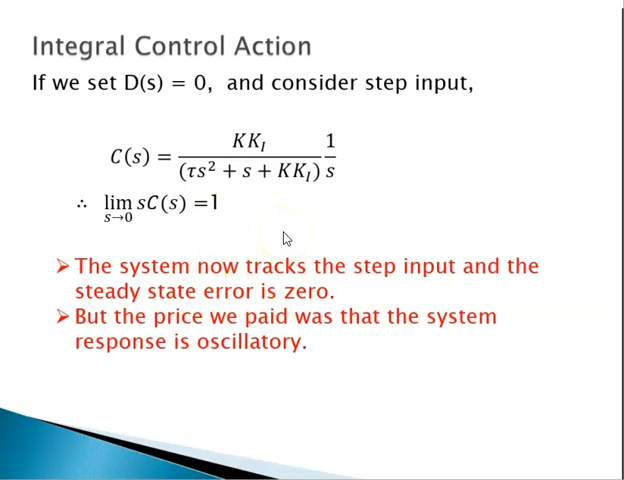 Integral Control Action
If we set D(s) = 0, and consider step input,
C(s) = KK_I / (τs² + s + KK_I) 1/s
∴ lim_{s→0} sC(s) =1
➢ The system now tracks the step input and the
steady state error is zero.
➢ But the price we paid was that the system
response is oscillatory.